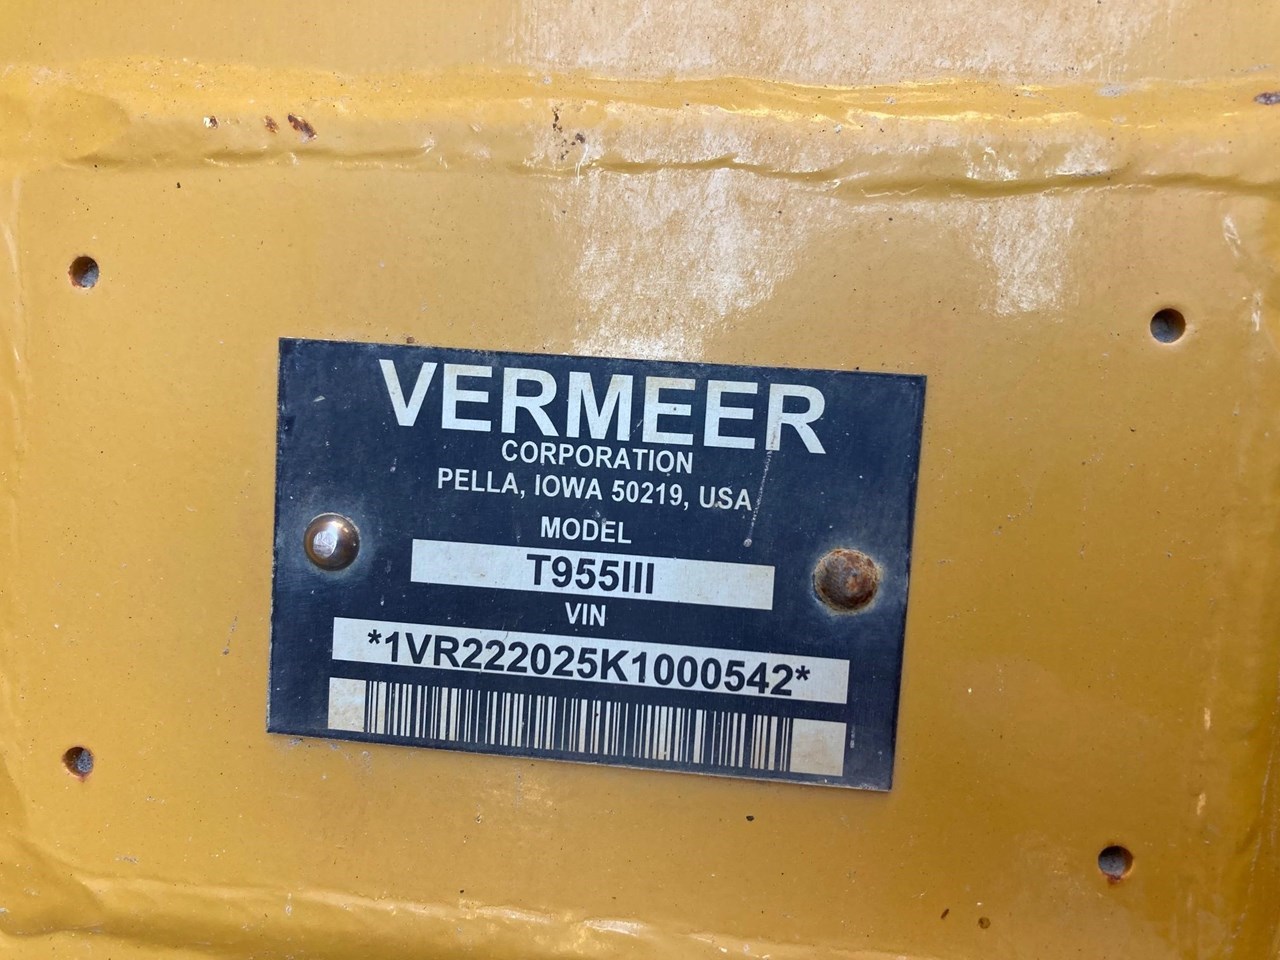 VERMEER
CORPORATION
PELLA, IOWA 50219, USA
MODEL
T955III
VIN
*1VR222025K1000542*